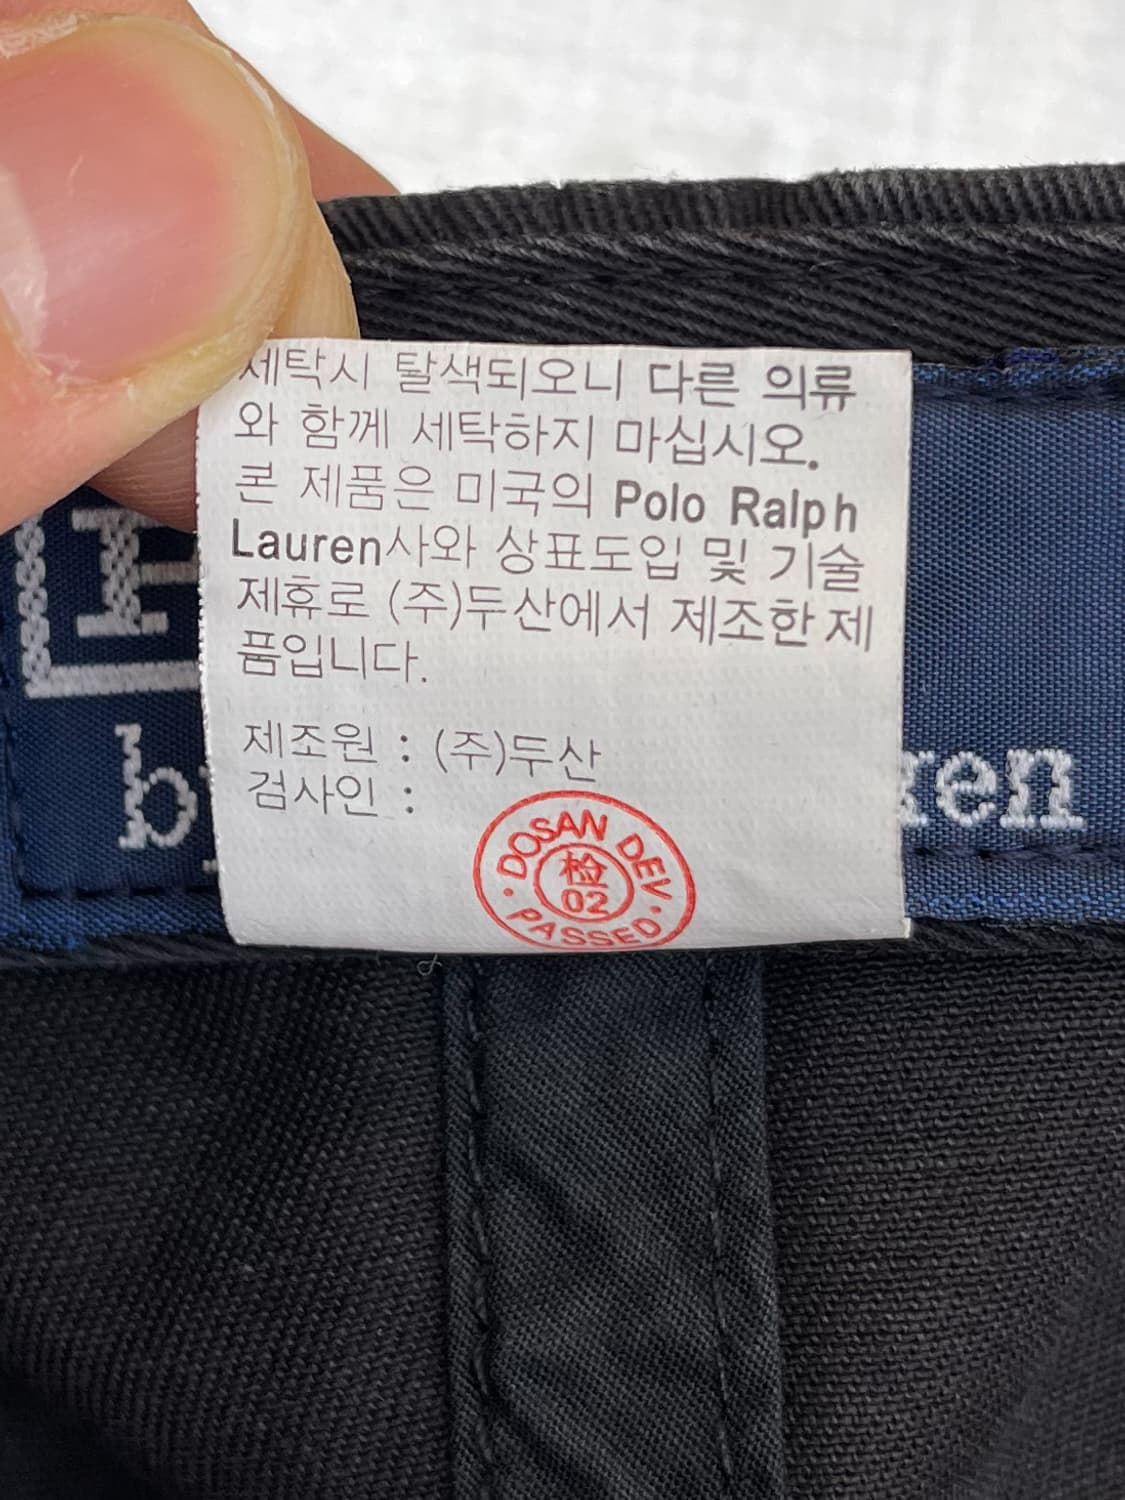 세탁시 탈색되오니 다른 의류
와 함께 세탁하지 마십시오.
본 제품은 미국의 Polo Ralph
Lauren사와 상표도입 및 기술
제휴로 (주)두산에서 제조한 제
품입니다.
제조원 : (주)두산
검사인 :
DOSAN DEV
检
02
PASSED